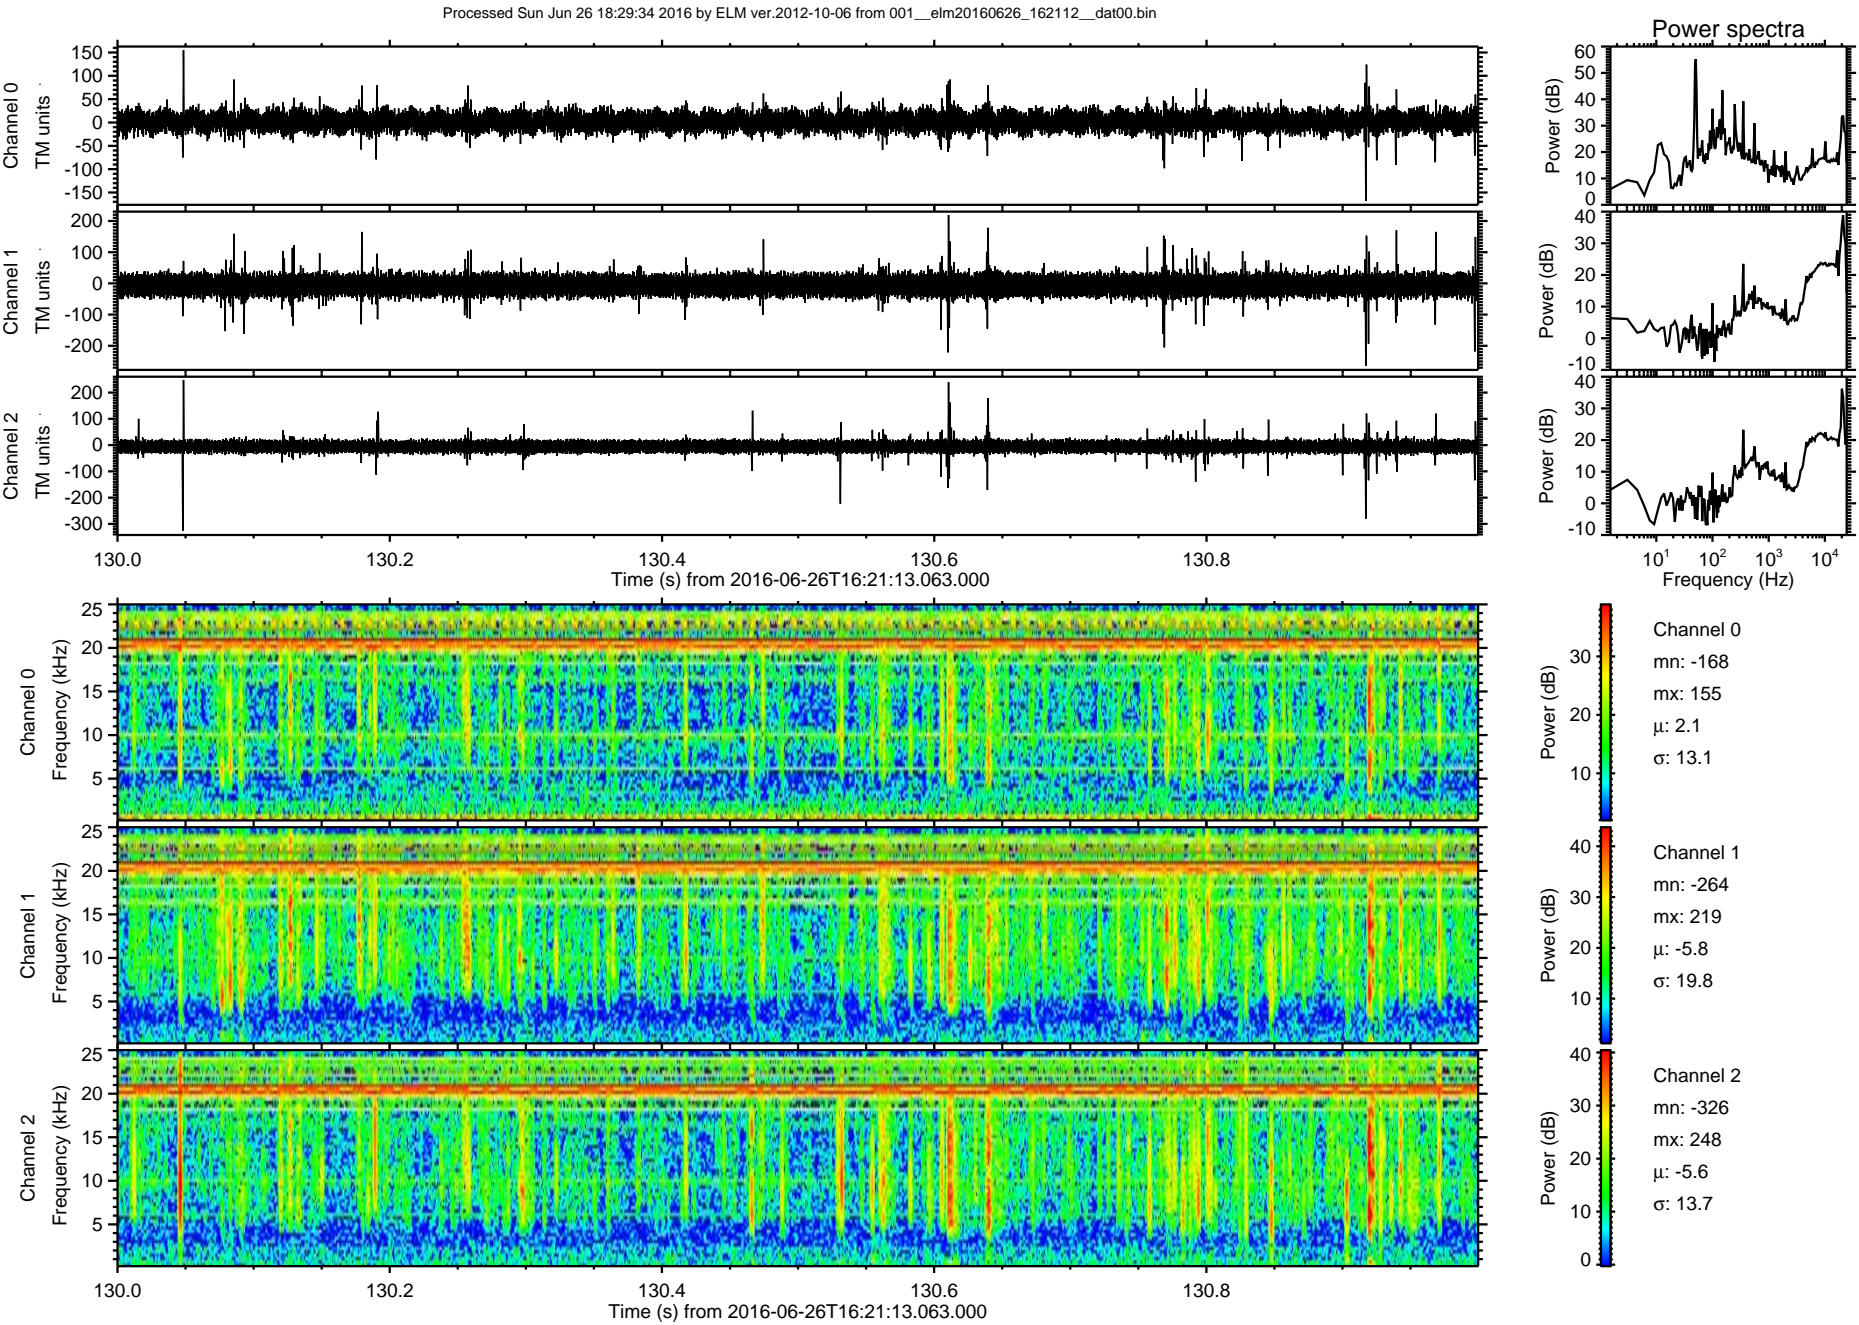 Processed Sun Jun 26 18:29:34 2016 by ELM ver.2012-10-06 from 001__elm20160626_162112__dat00.bin
Power spectra
Channel 0
TM units
150
100
50
0
-50
-100
-150
Power (dB)
60
50
40
30
20
10
0
Channel 1
TM units
200
100
0
-100
-200
Power (dB)
40
30
20
10
0
-10
Channel 2
TM units
200
100
0
-100
-200
-300
Power (dB)
40
30
20
10
0
-10
130.0 130.2 130.4 130.6 130.8
Time (s) from 2016-06-26T16:21:13.063.000
10^1 10^2 10^3 10^4
Frequency (Hz)
Channel 0
Frequency (kHz)
25
20
15
10
5
Power (dB)
30
20
10
Channel 0
mn: -168
mx: 155
μ: 2.1
σ: 13.1
Channel 1
Frequency (kHz)
25
20
15
10
5
Power (dB)
40
30
20
10
Channel 1
mn: -264
mx: 219
μ: -5.8
σ: 19.8
Channel 2
Frequency (kHz)
25
20
15
10
5
Power (dB)
40
30
20
10
0
Channel 2
mn: -326
mx: 248
μ: -5.6
σ: 13.7
130.0 130.2 130.4 130.6 130.8
Time (s) from 2016-06-26T16:21:13.063.000